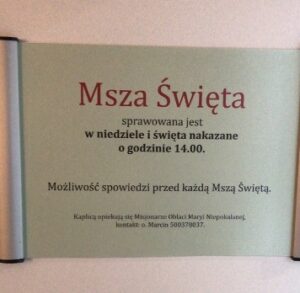 Msza Święta
sprawowana jest
w niedziele i święta nakazane
o godzinie 14.00.
Możliwość spowiedzi przed każdą Mszą Świętą.
Kaplicą opiekują się Misjonarze Oblaci Maryi Niepokalanej,
kontakt: o. Marcin 500378037.